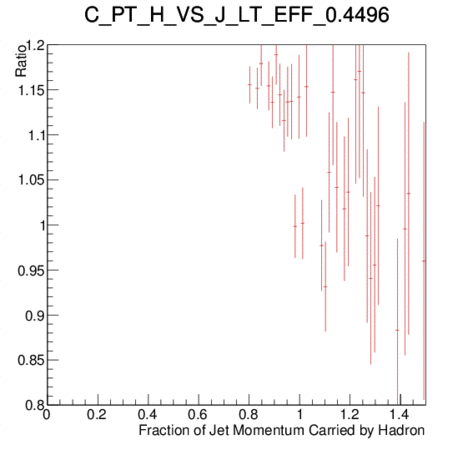 C_PT_H_VS_J_LT_EFF_0.4496
Ratio
1.2
1.15
1.1
1.05
1
0.95
0.9
0.85
0.8
0 0.2 0.4 0.6 0.8 1 1.2 1.4
Fraction of Jet Momentum Carried by Hadron